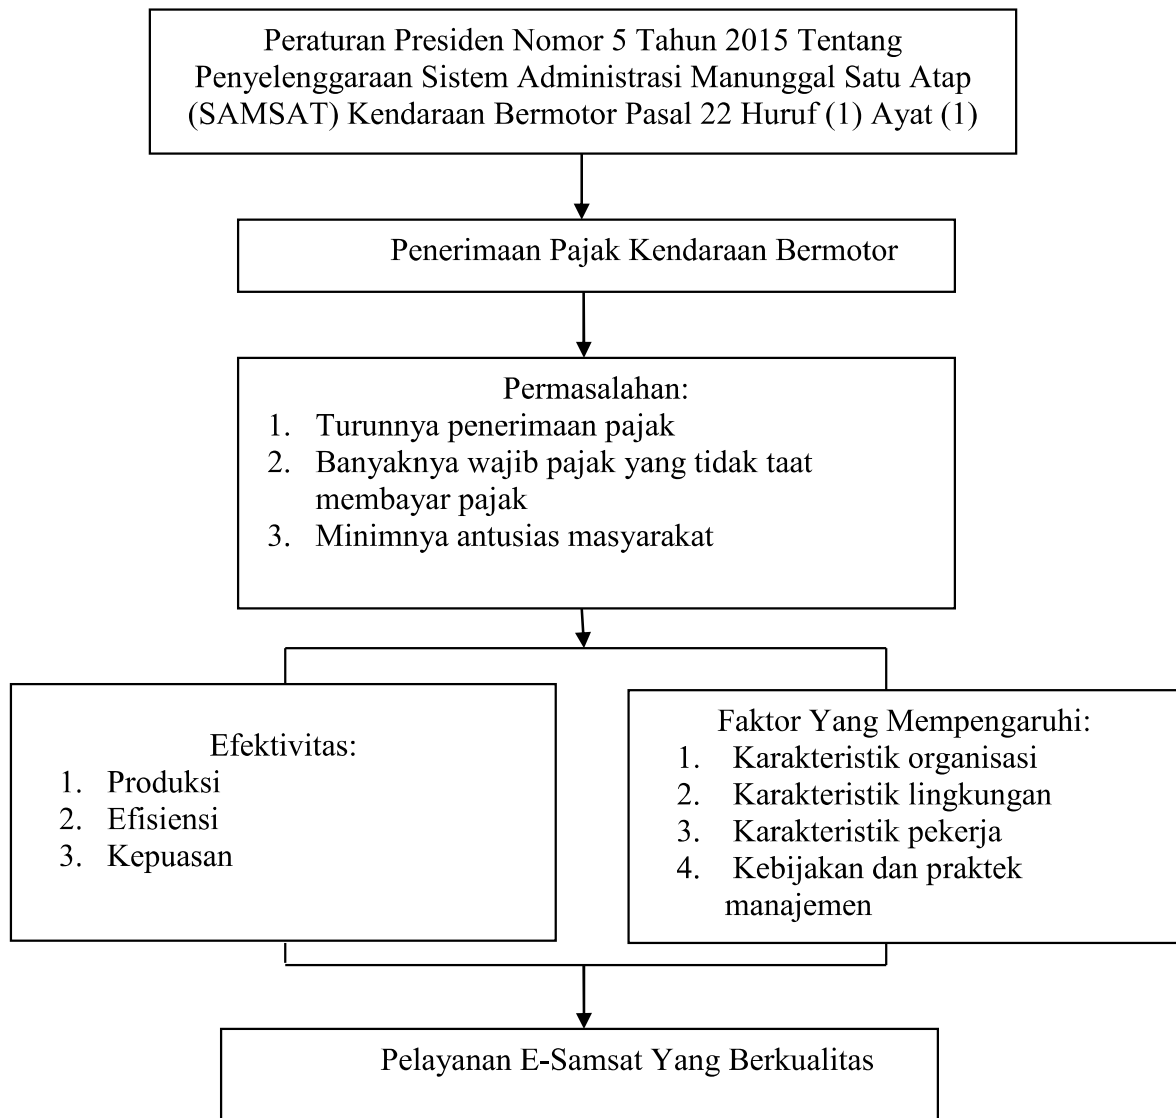 Peraturan Presiden Nomor 5 Tahun 2015 Tentang
Penyelenggaraan Sistem Administrasi Manunggal Satu Atap
(SAMSAT) Kendaraan Bermotor Pasal 22 Huruf (1) Ayat (1)
Penerimaan Pajak Kendaraan Bermotor
Permasalahan:
1. Turunnya penerimaan pajak
2. Banyaknya wajib pajak yang tidak taat
membayar pajak
3. Minimnya antusias masyarakat
Efektivitas:
1. Produksi
2. Efisiensi
3. Kepuasan
Faktor Yang Mempengaruhi:
1. Karakteristik organisasi
2. Karakteristik lingkungan
3. Karakteristik pekerja
4. Kebijakan dan praktek
manajemen
Pelayanan E-Samsat Yang Berkualitas